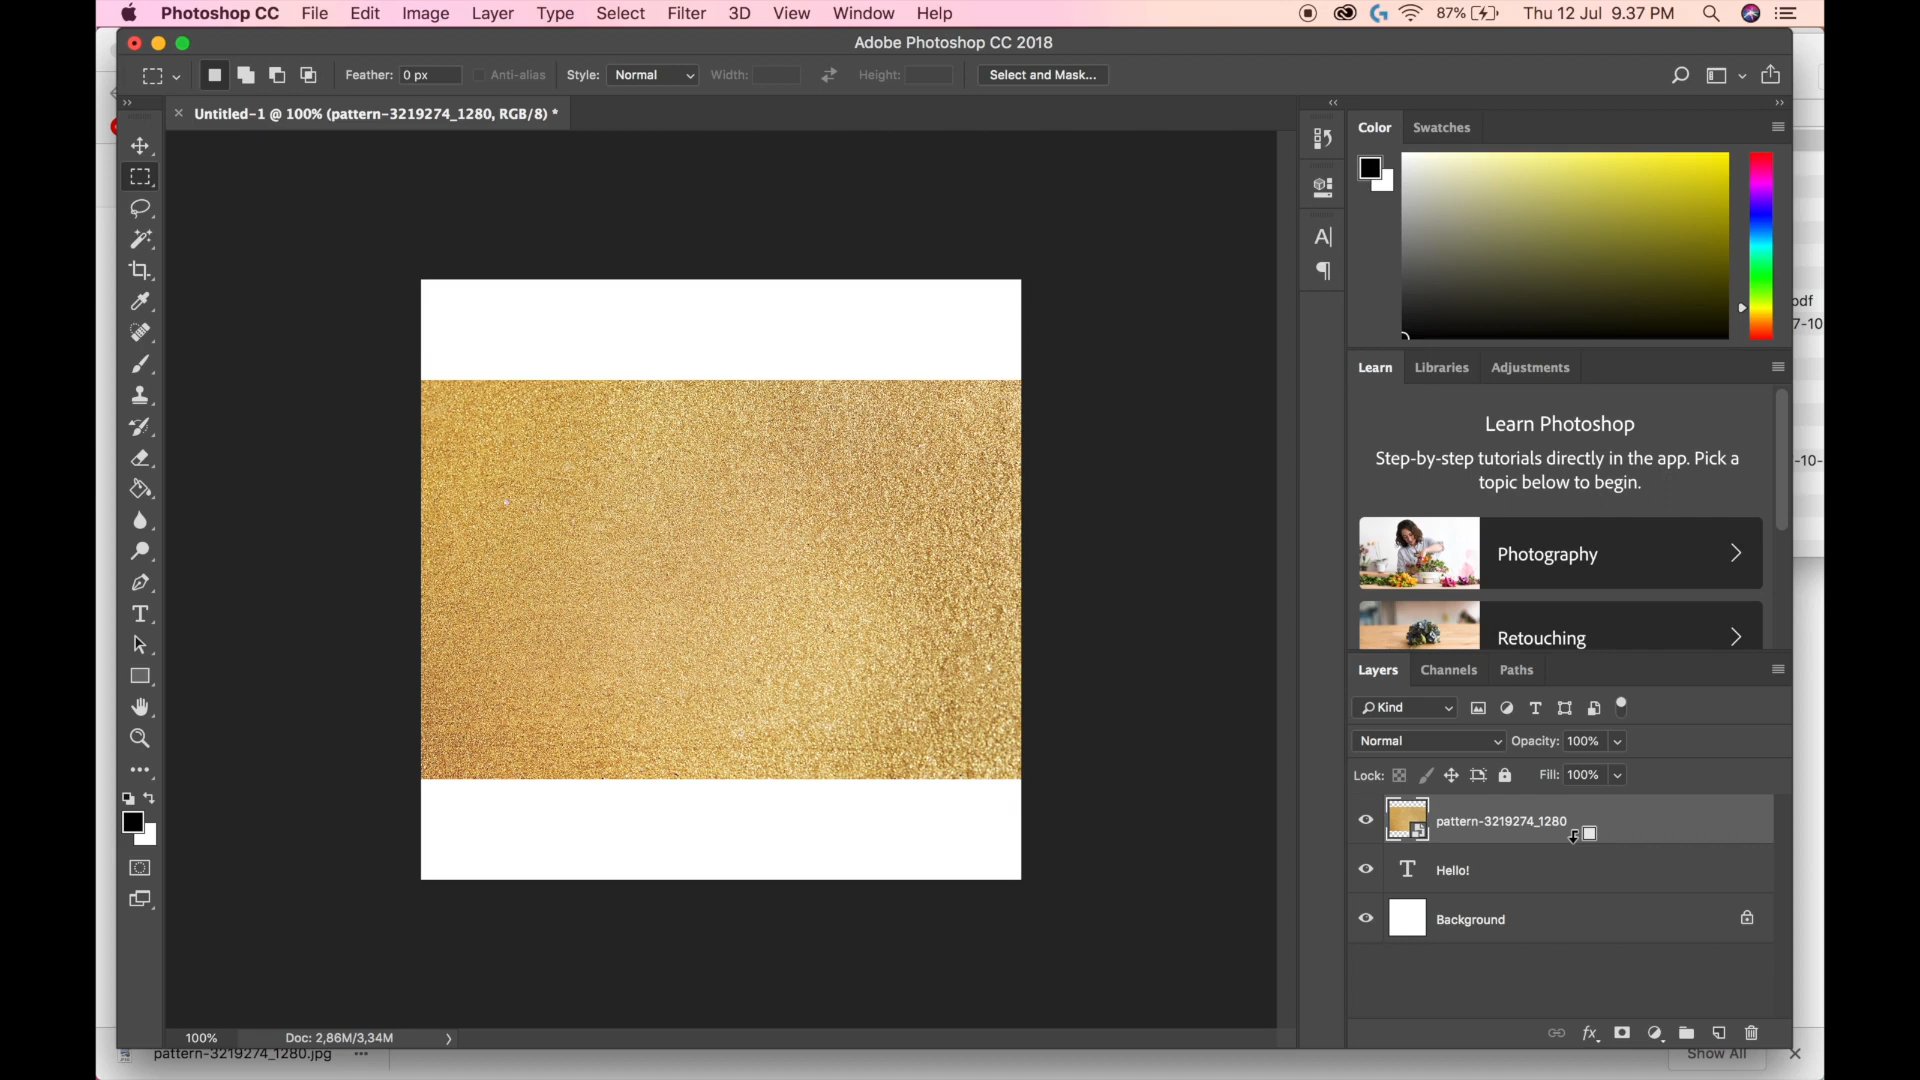 Photoshop CC File Edit Image Layer Type Select Filter 3D View Window Help 87% Thu 12 Jul 9.37 PM
Adobe Photoshop CC 2018
Feather: 0 px Anti-alias Style: Normal Width: Height: Select and Mask...
Untitled-1 @ 100% (pattern-3219274_1280, RGB/8) *
Color Swatches
Learn Libraries Adjustments
Learn Photoshop
Step-by-step tutorials directly in the app. Pick a
topic below to begin.
Photography
Retouching
Layers Channels Paths
Kind
Normal Opacity: 100%
Lock: Fill: 100%
pattern-3219274_1280
Hello!
Background
100% Doc: 2,86M/3,34M
pattern-3219274_1280.jpg
Show All